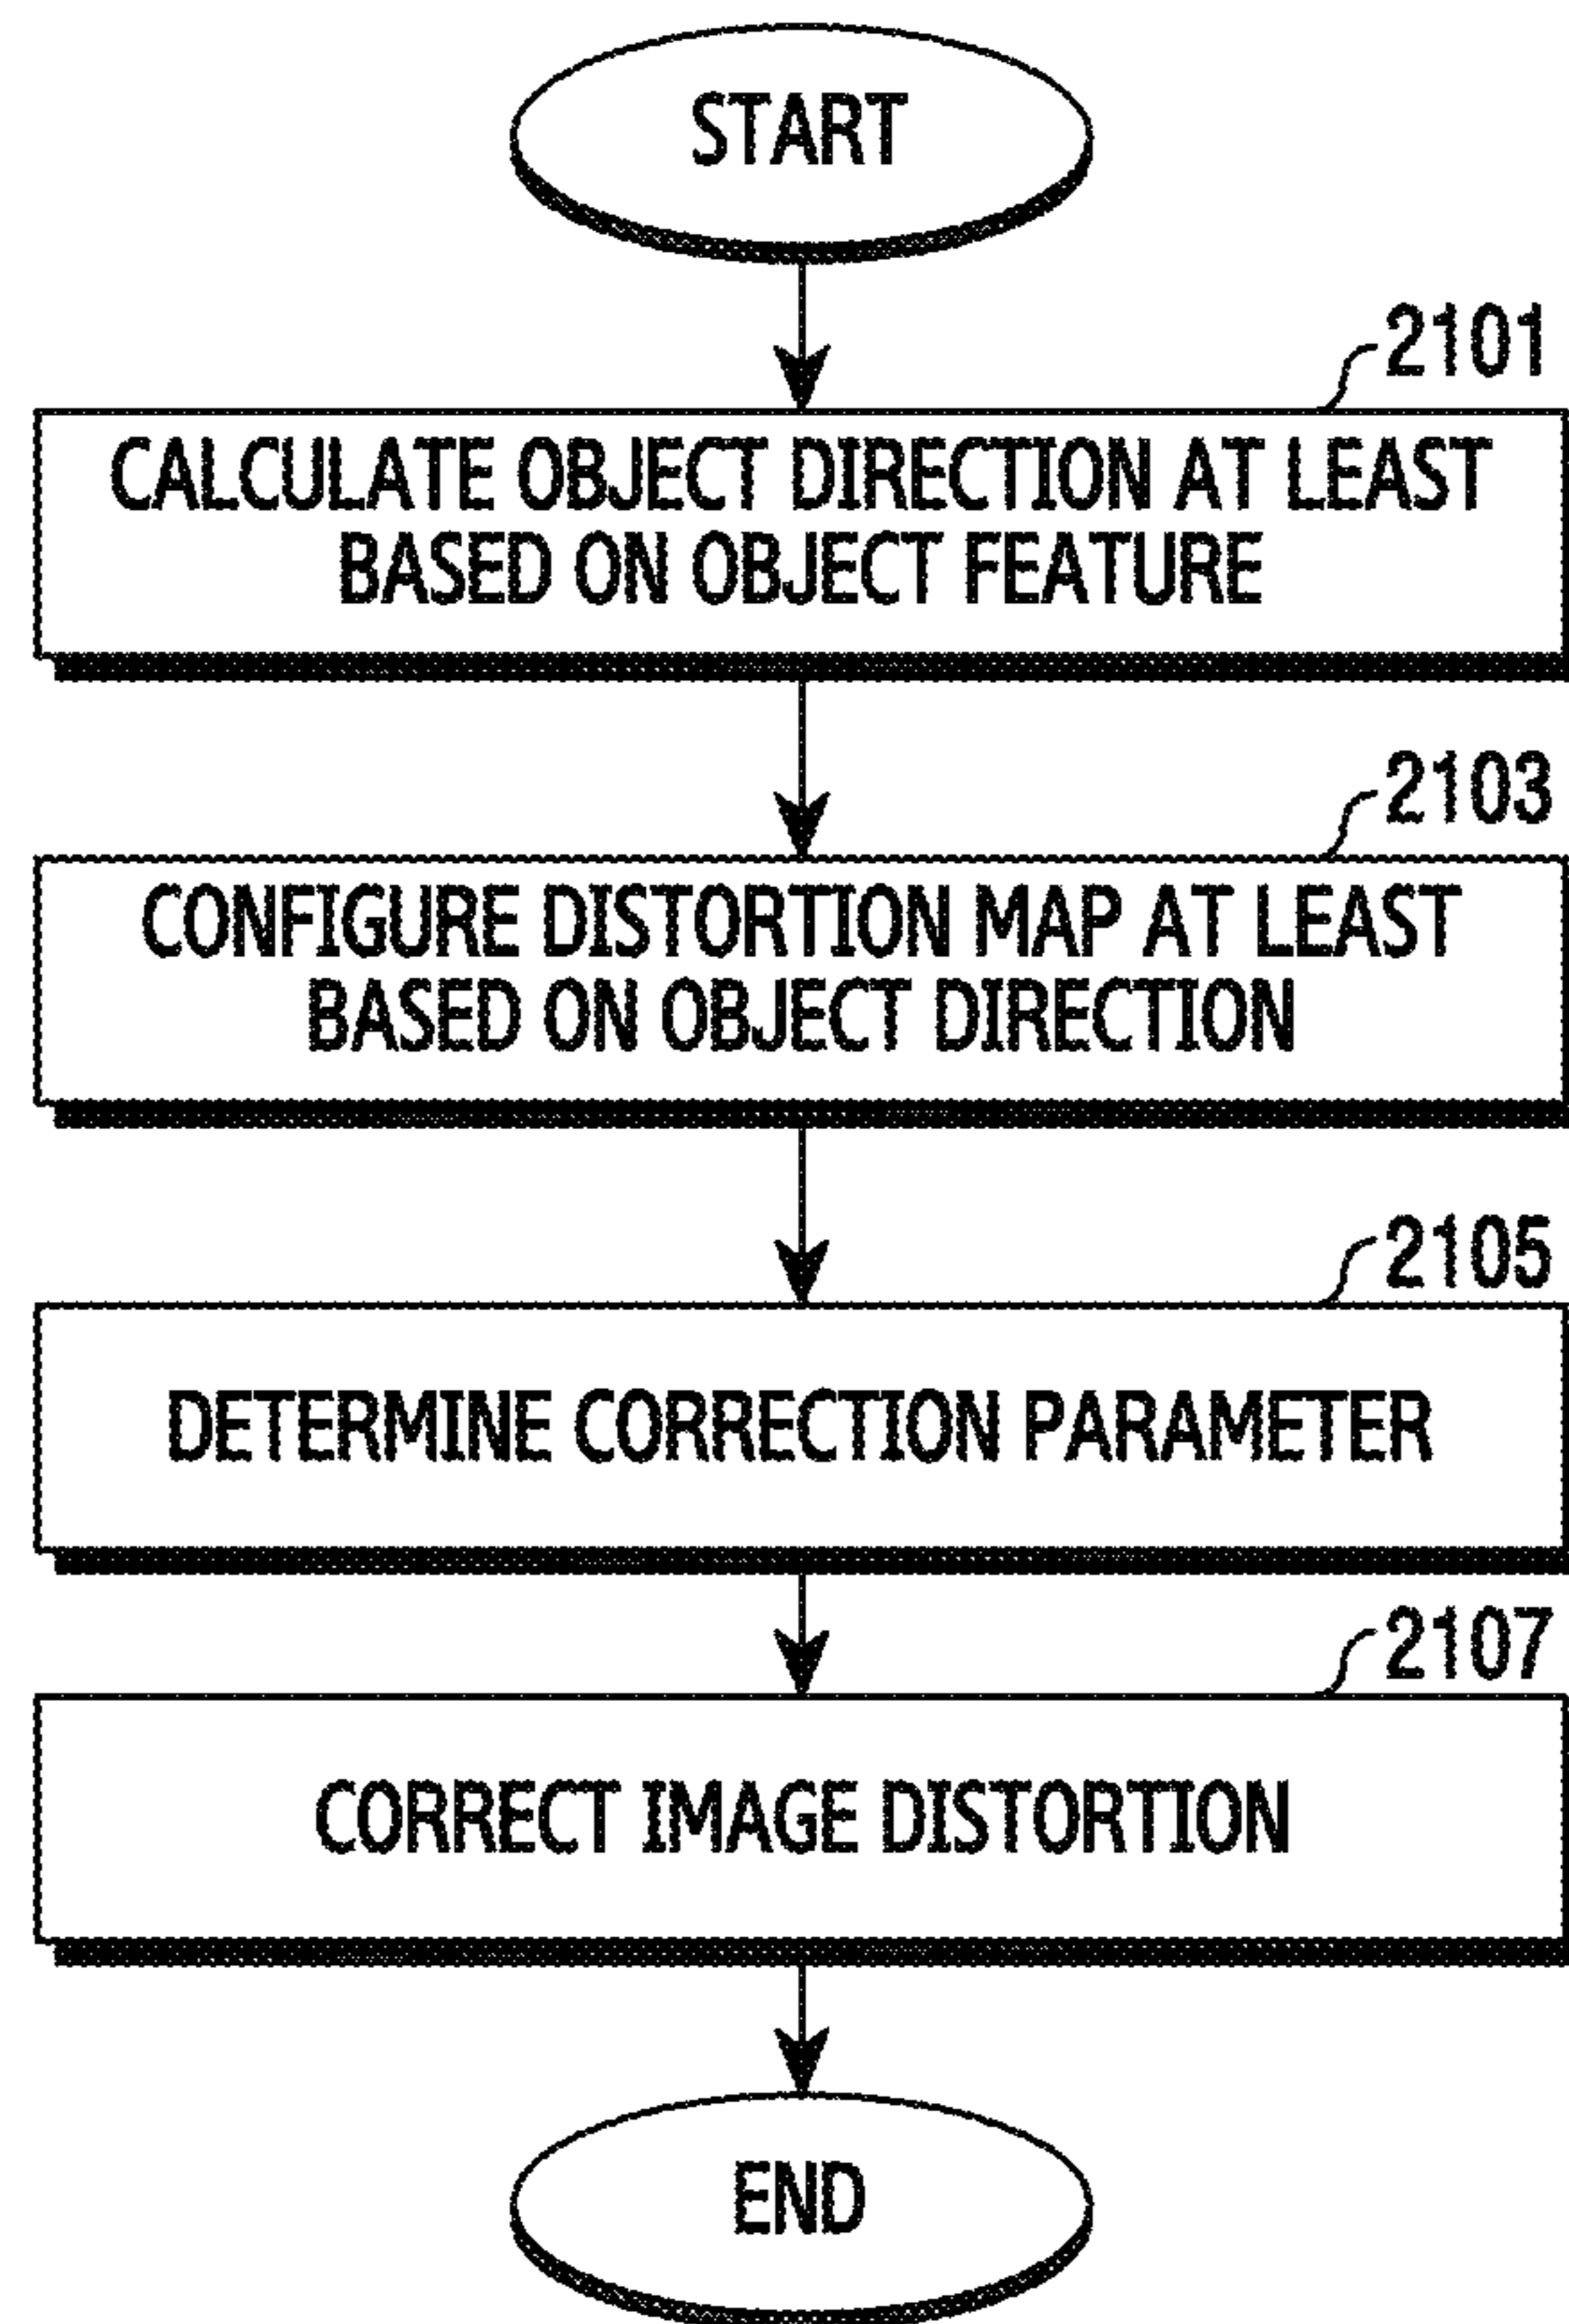 START
2101
CALCULATE OBJECT DIRECTION AT LEAST
BASED ON OBJECT FEATURE
2103
CONFIGURE DISTORTION MAP AT LEAST
BASED ON OBJECT DIRECTION
2105
DETERMINE CORRECTION PARAMETER
2107
CORRECT IMAGE DISTORTION
END